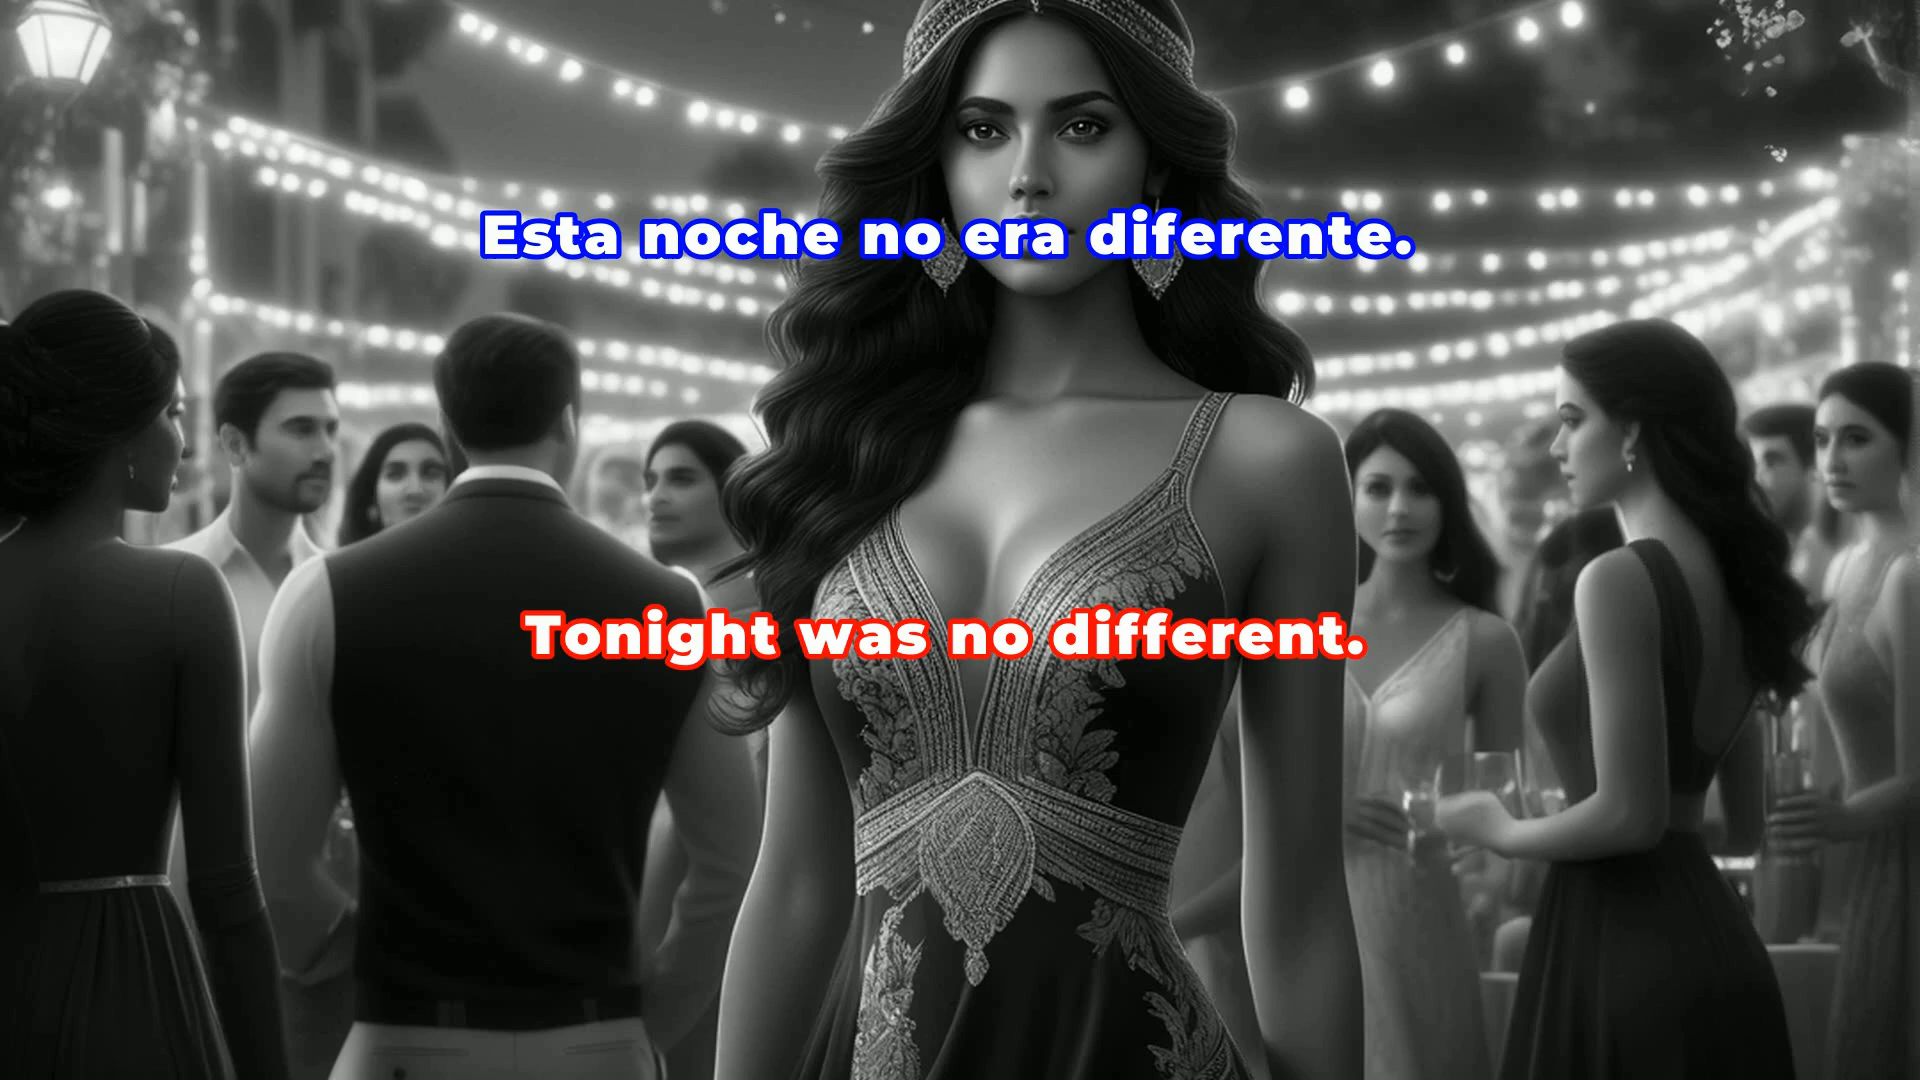 Esta noche no era diferente.
Tonight was no different.